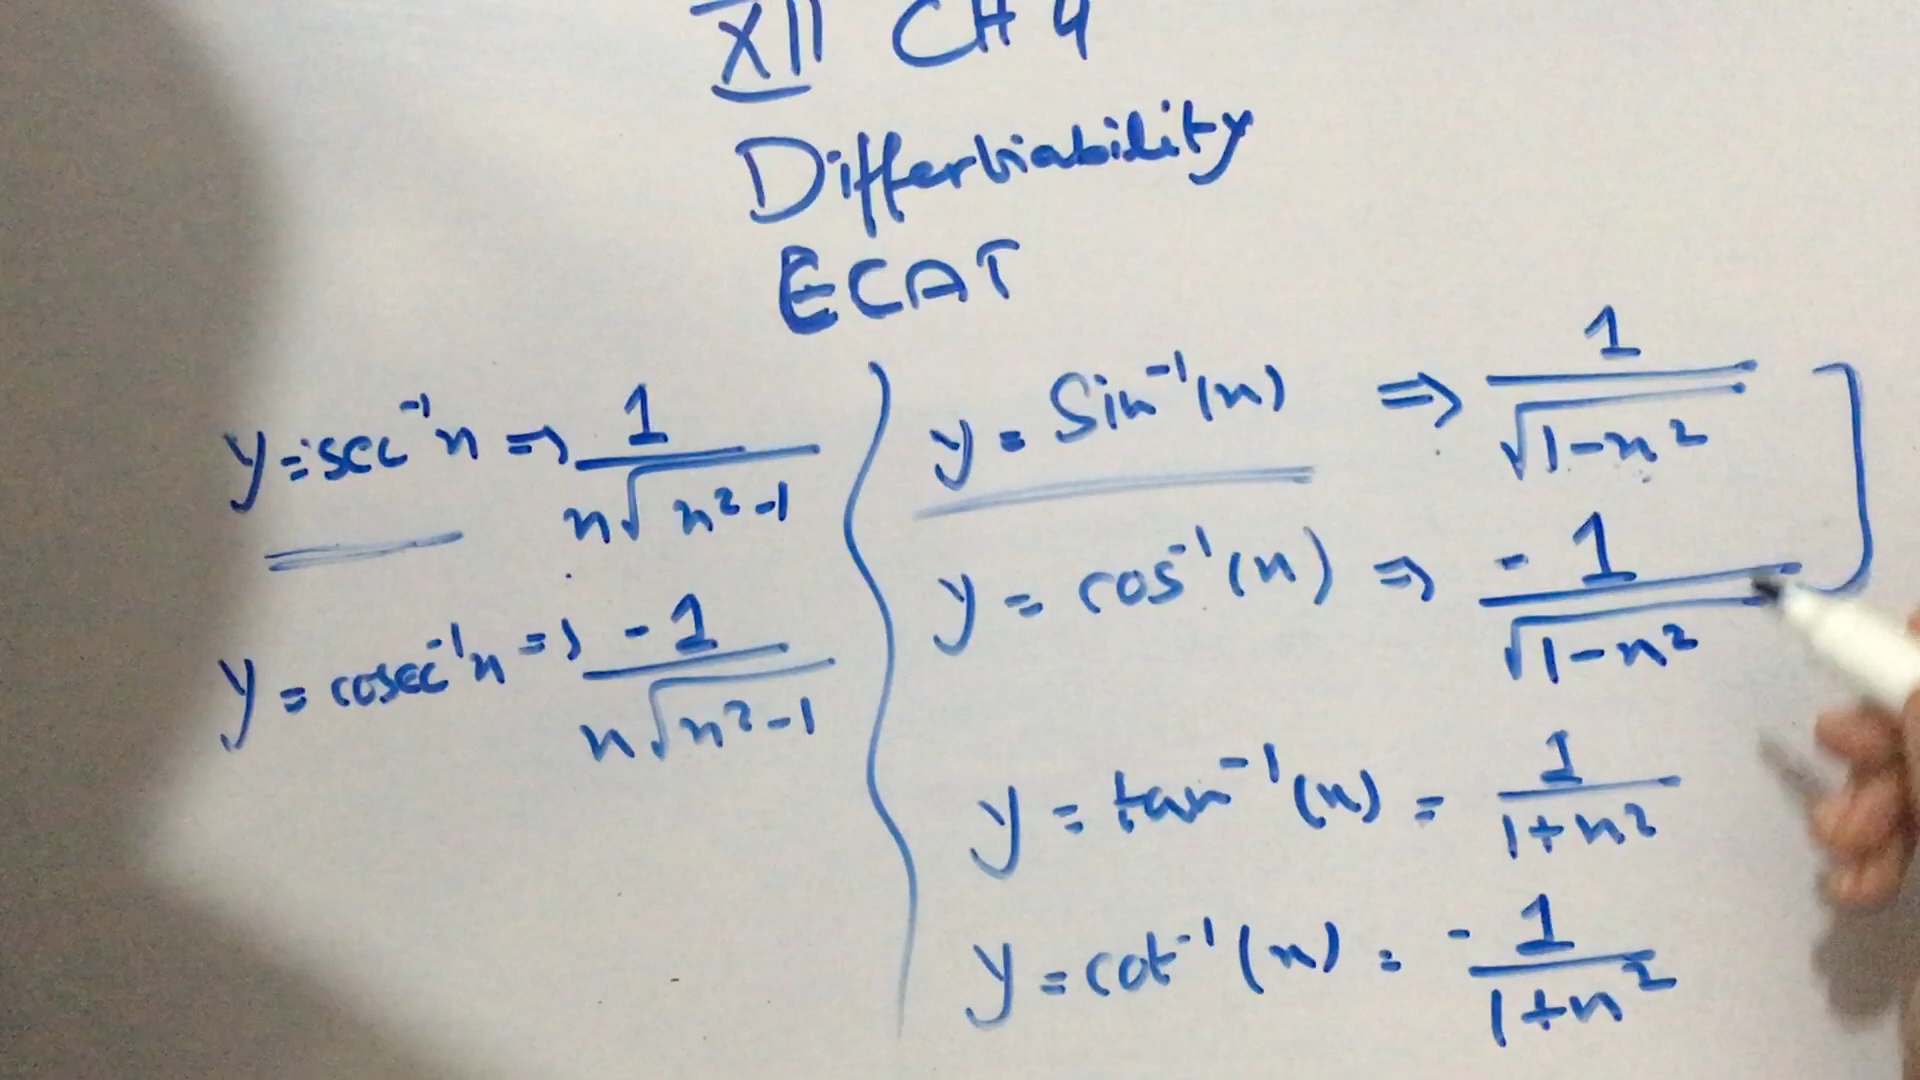 XII CH 4
Differtiability
ECAT
y = sec⁻¹n ⇒ 1 / n√n²-1
y = cosec⁻¹n ⇒ -1 / n√n²-1
y = Sin⁻¹(n) ⇒ 1 / √1-n²
y = cos⁻¹(n) ⇒ -1 / √1-n²
y = tan⁻¹(n) = 1 / 1+n²
y = cot⁻¹(n) = -1 / 1+n²